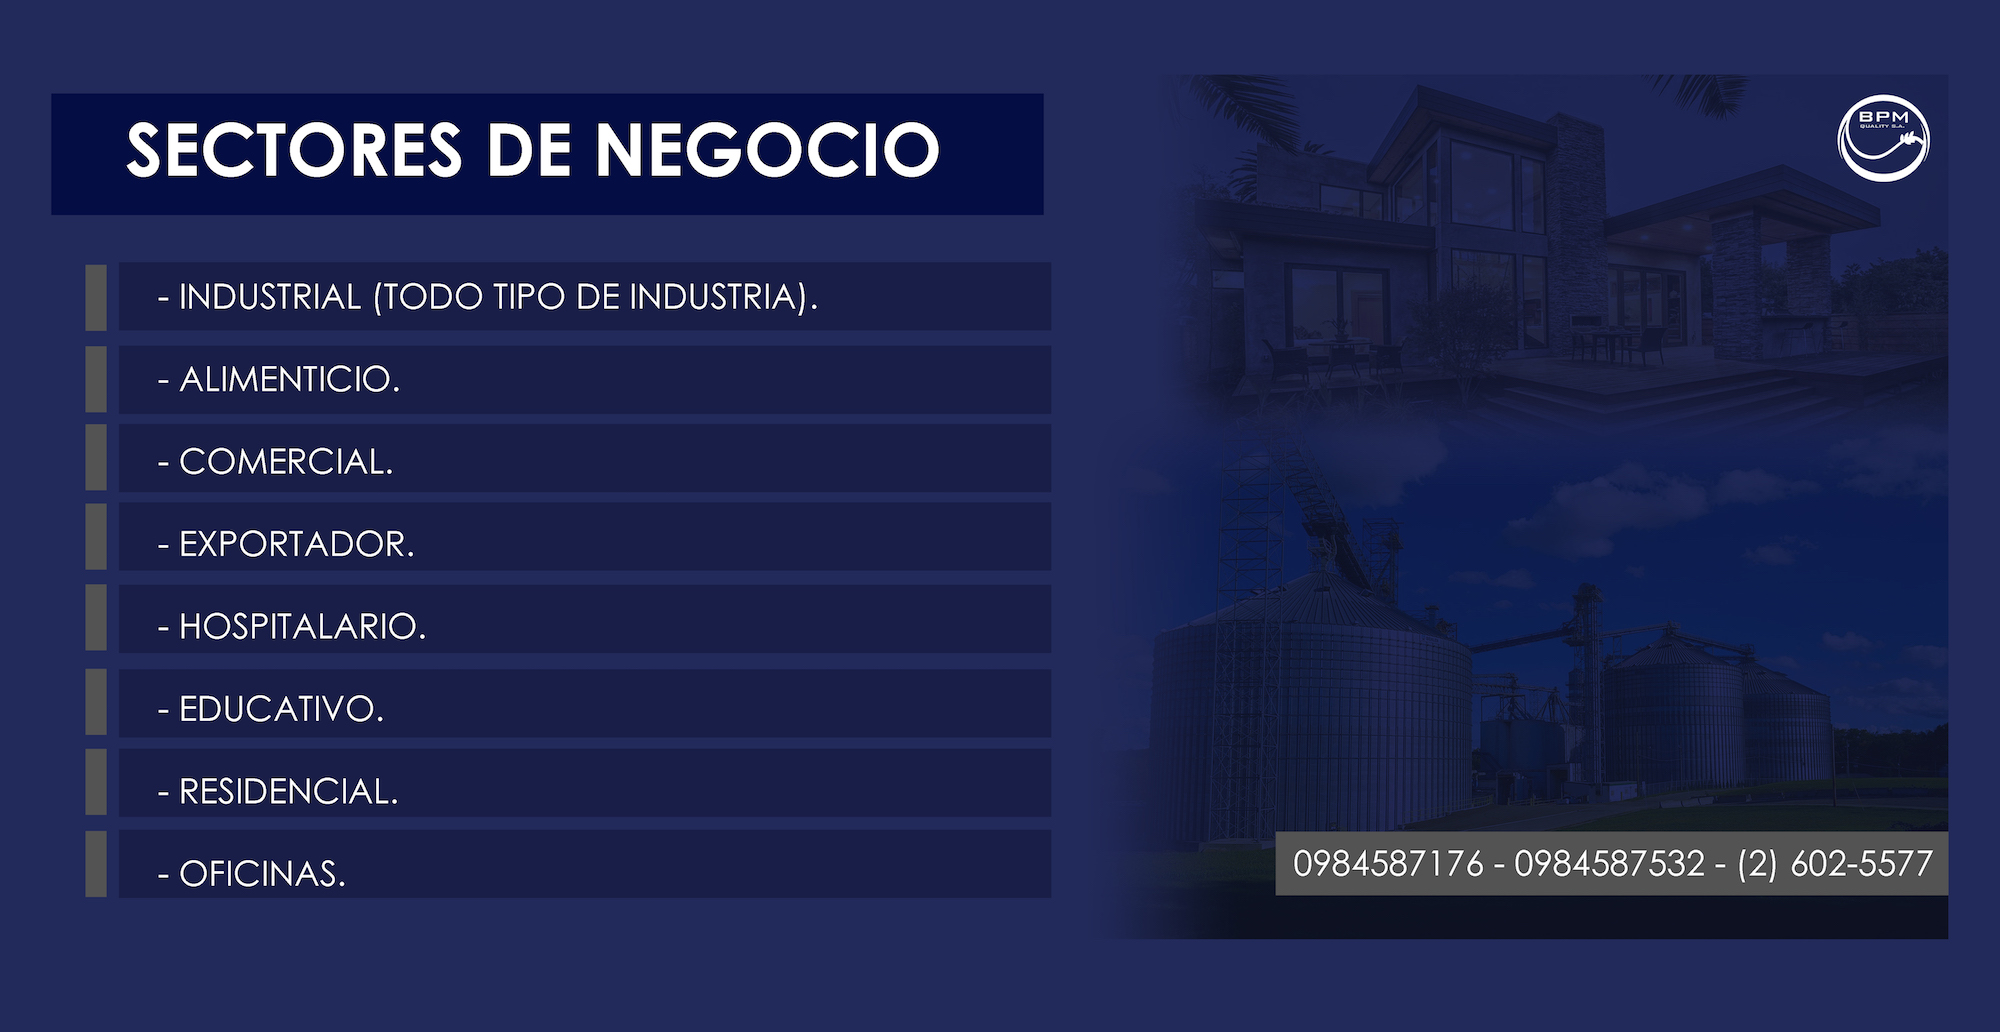 SECTORES DE NEGOCIO
- INDUSTRIAL (TODO TIPO DE INDUSTRIA).
- ALIMENTICIO.
- COMERCIAL.
- EXPORTADOR.
- HOSPITALARIO.
- EDUCATIVO.
- RESIDENCIAL.
- OFICINAS.
BPM
QUALITY S.A.
0984587176 - 0984587532 - (2) 602-5577